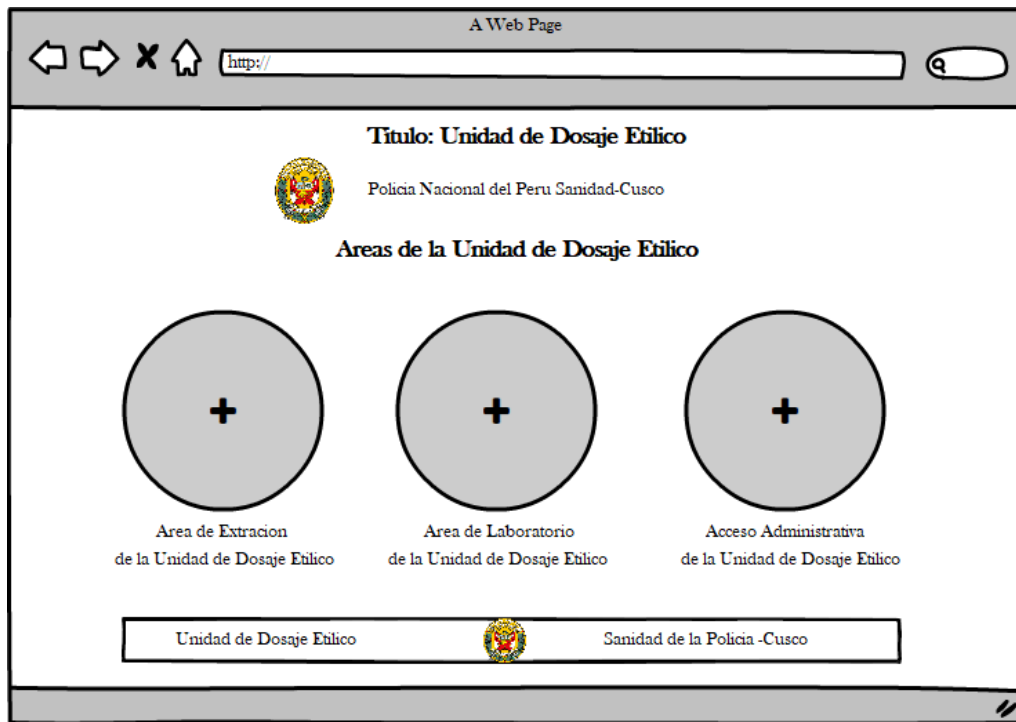 A Web Page
http://
Titulo: Unidad de Dosaje Etilico
Policia Nacional del Peru Sanidad-Cusco
Areas de la Unidad de Dosaje Etilico
Area de Extracion
de la Unidad de Dosaje Etilico
Area de Laboratorio
de la Unidad de Dosaje Etilico
Acceso Administrativa
de la Unidad de Dosaje Etilico
Unidad de Dosaje Etilico
Sanidad de la Policia -Cusco